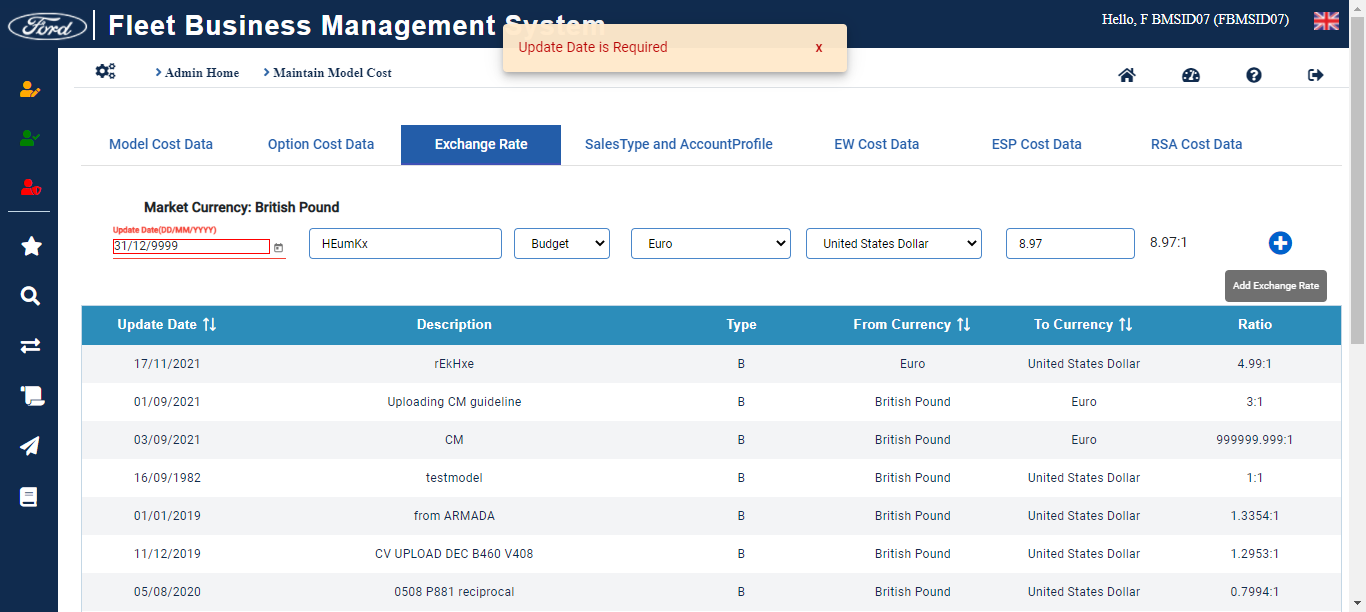 Ford
Fleet Business Management System
Hello, F BMSID07 (FBMSID07)
Update Date is Required x
Admin Home Maintain Model Cost
Model Cost Data Option Cost Data Exchange Rate SalesType and AccountProfile EW Cost Data ESP Cost Data RSA Cost Data
Market Currency: British Pound
Update Date(DD/MM/YYYY)
31/12/9999 HEumKx Budget Euro United States Dollar 8.97 8.97:1
Add Exchange Rate
Update Date Description Type From Currency To Currency Ratio
17/11/2021 rEkHxe B Euro United States Dollar 4.99:1
01/09/2021 Uploading CM guideline B British Pound Euro 3:1
03/09/2021 CM B British Pound Euro 999999.999:1
16/09/1982 testmodel B British Pound United States Dollar 1:1
01/01/2019 from ARMADA B British Pound United States Dollar 1.3354:1
11/12/2019 CV UPLOAD DEC B460 V408 B British Pound United States Dollar 1.2953:1
05/08/2020 0508 P881 reciprocal B British Pound United States Dollar 0.7994:1